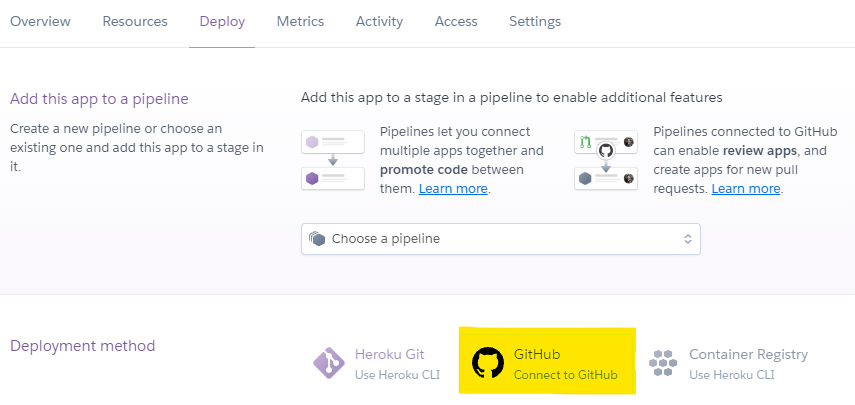 Overview Resources Deploy Metrics Activity Access Settings
Add this app to a pipeline
Create a new pipeline or choose an
existing one and add this app to a stage in
it.
Add this app to a stage in a pipeline to enable additional features
Pipelines let you connect
multiple apps together and
promote code between
them. Learn more.
Pipelines connected to GitHub
can enable review apps, and
create apps for new pull
requests. Learn more.
Choose a pipeline
Deployment method
Heroku Git
Use Heroku CLI
GitHub
Connect to GitHub
Container Registry
Use Heroku CLI